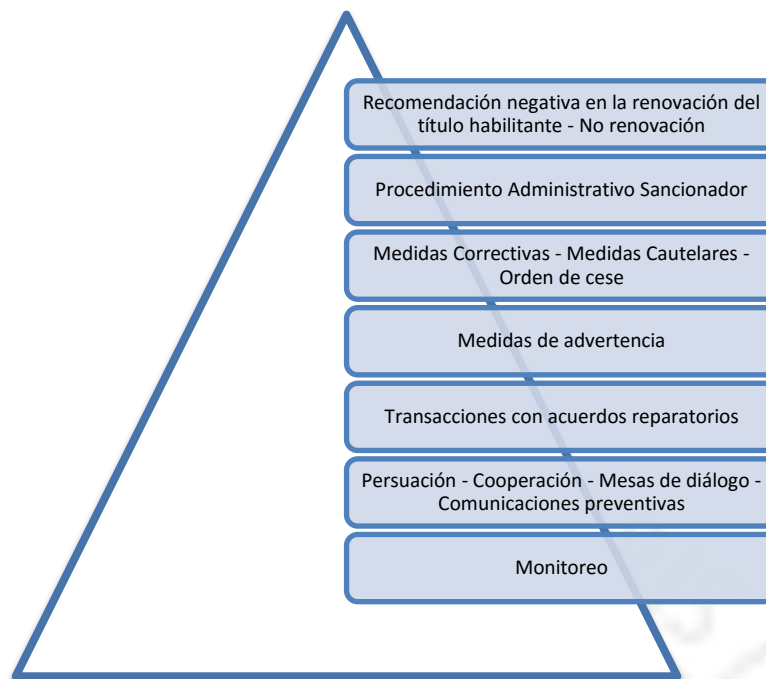 Recomendación negativa en la renovación del
título habilitante - No renovación
Procedimiento Administrativo Sancionador
Medidas Correctivas - Medidas Cautelares -
Orden de cese
Medidas de advertencia
Transacciones con acuerdos reparatorios
Persuación - Cooperación - Mesas de diálogo -
Comunicaciones preventivas
Monitoreo